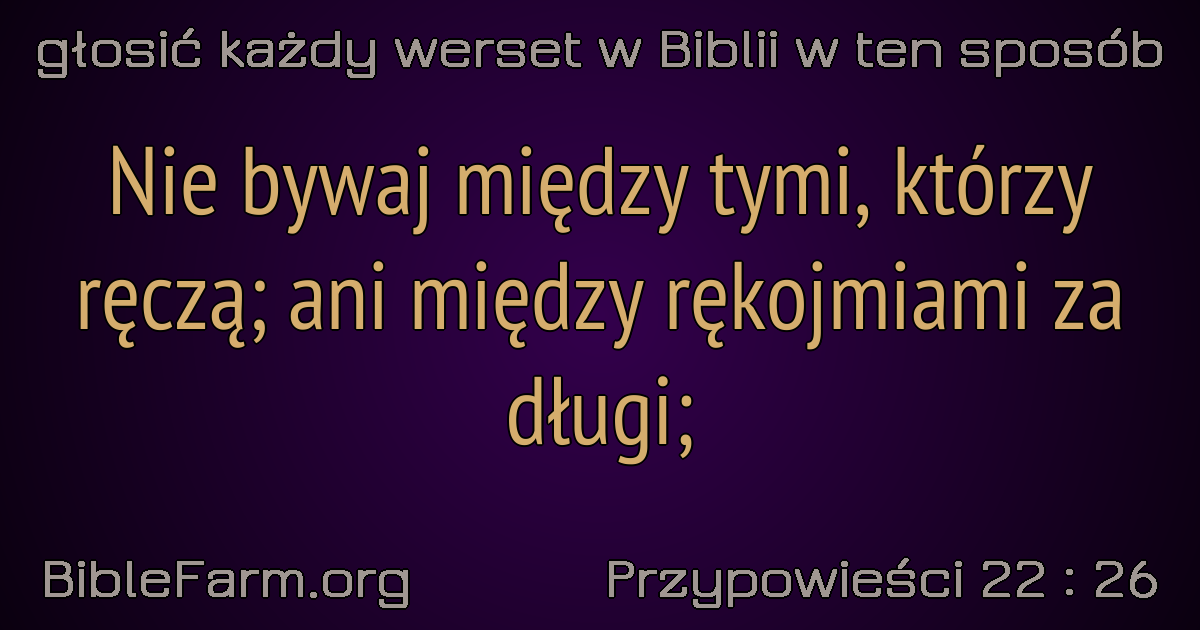 głosić każdy werset w Biblii w ten sposób
Nie bywaj między tymi, którzy
ręczą; ani między rękojmiami za
długi;
BibleFarm.org
Przypowieści 22 : 26